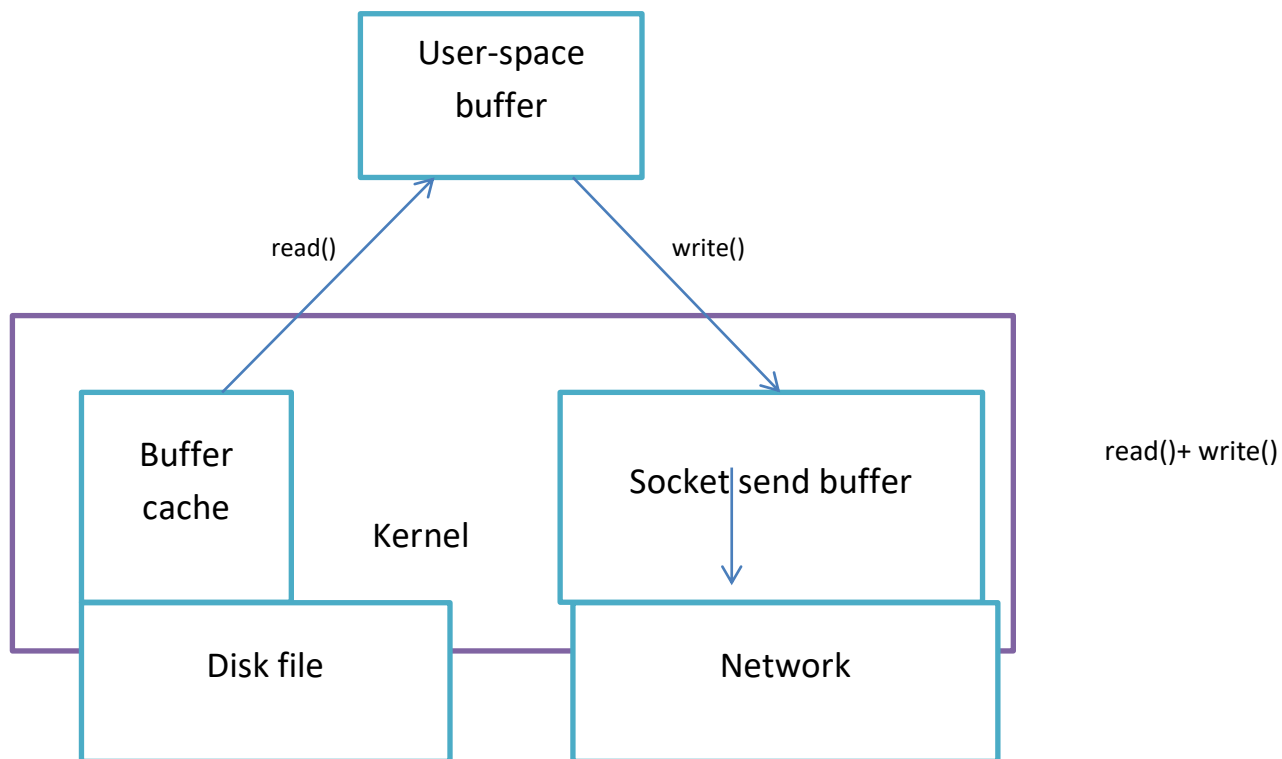 User-space
buffer
read()
write()
Buffer
cache
Kernel
Socket send buffer
read()+ write()
Disk file
Network